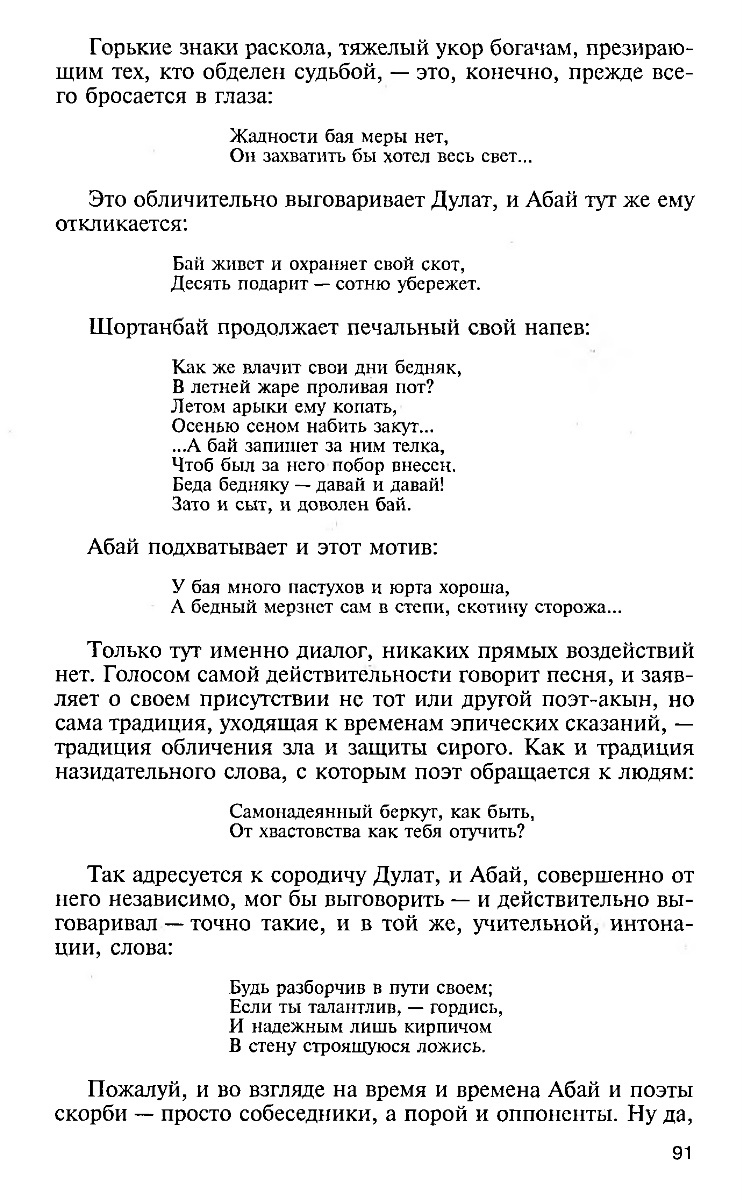 Горькие знаки раскола, тяжелый укор богачам, презираю-
щим тех, кто обделен судьбой, — это, конечно, прежде все-
го бросается в глаза:
Жадности бая меры нет,
Он захватить бы хотел весь свет...
Это обличительно выговаривает Дулат, и Абай тут же ему
откликается:
Бай живет и охраняет свой скот,
Десять подарит — сотню убережет.
Шортанбай продолжает печальный свой напев:
Как же влачит свои дни бедняк,
В летней жаре проливая пот?
Летом арыки ему копать,
Осенью сеном набить закут...
...А бай запишет за ним телка,
Чтоб был за него побор внесен.
Беда бедняку — давай и давай!
Зато и сыт, и доволен бай.
Абай подхватывает и этот мотив:
У бая много пастухов и юрта хороша,
А бедный мерзнет сам в степи, скотину сторожа...
Только тут именно диалог, никаких прямых воздействий
нет. Голосом самой действительности говорит песня, и заяв-
ляет о своем присутствии не тот или другой поэт-акын, но
сама традиция, уходящая к временам эпических сказаний, —
традиция обличения зла и защиты сирого. Как и традиция
назидательного слова, с которым поэт обращается к людям:
Самонадеянный беркут, как быть,
От хвастовства как тебя отучить?
Так адресуется к сородичу Дулат, и Абай, совершенно от
него независимо, мог бы выговорить — и действительно вы-
говаривал — точно такие, и в той же, учительной, интона-
ции, слова:
Будь разборчив в пути своем;
Если ты талантлив, — гордись,
И надежным лишь кирпичом
В стену строящуюся ложись.
Пожалуй, и во взгляде на время и времена Абай и поэты
скорби — просто собеседники, а порой и оппоненты. Ну да,
91